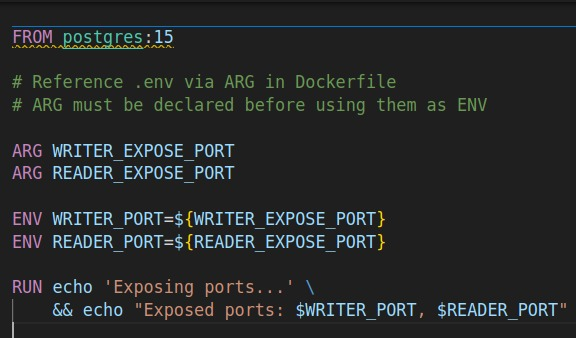 FROM postgres:15
# Reference .env via ARG in Dockerfile
# ARG must be declared before using them as ENV
ARG WRITER_EXPOSE_PORT
ARG READER_EXPOSE_PORT
ENV WRITER_PORT=${WRITER_EXPOSE_PORT}
ENV READER_PORT=${READER_EXPOSE_PORT}
RUN echo 'Exposing ports...' \
    && echo "Exposed ports: $WRITER_PORT, $READER_PORT"